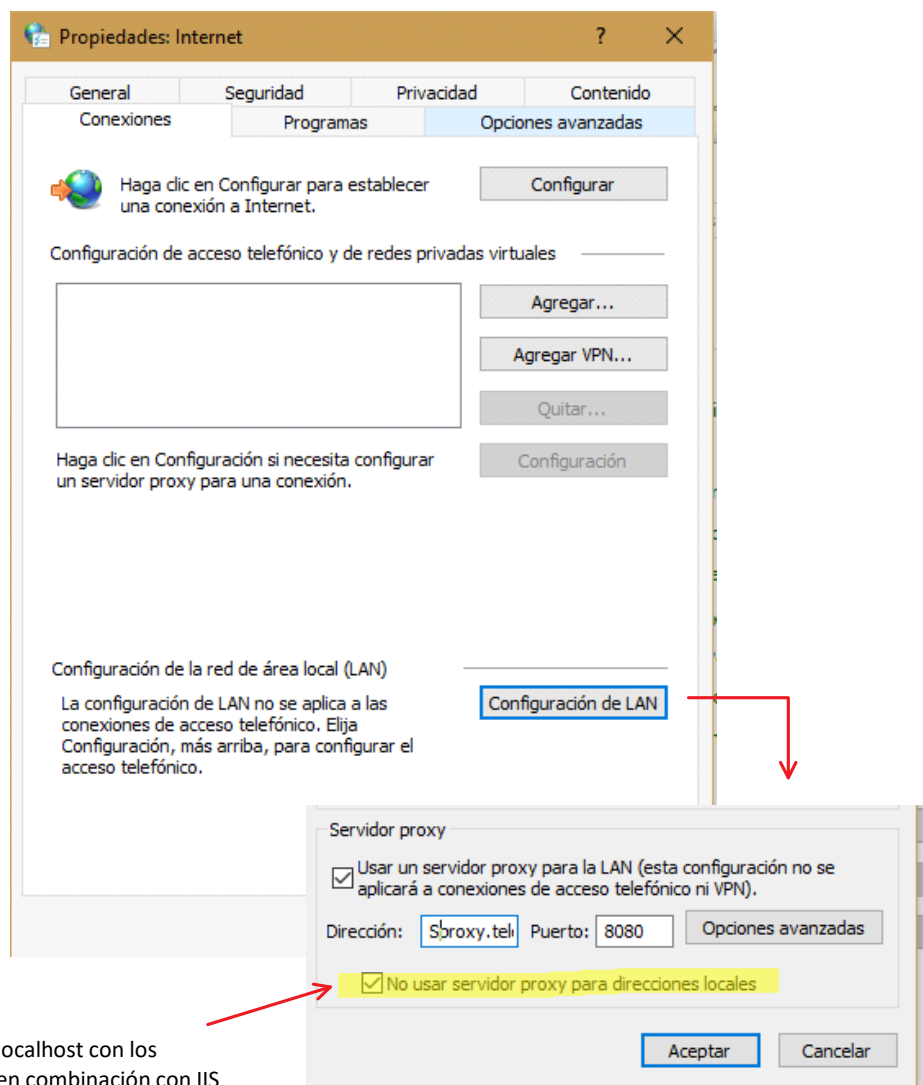 Propiedades: Internet ? ×
General Seguridad Privacidad Contenido
Conexiones Programas Opciones avanzadas
Haga clic en Configurar para establecer
una conexión a Internet.
Configurar
Configuración de acceso telefónico y de redes privadas virtuales
Agregar...
Agregar VPN...
Quitar...
Haga clic en Configuración si necesita configurar
un servidor proxy para una conexión.
Configuración
Configuración de la red de área local (LAN)
La configuración de LAN no se aplica a las
conexiones de acceso telefónico. Elija
Configuración, más arriba, para configurar el
acceso telefónico.
Configuración de LAN
Servidor proxy
Usar un servidor proxy para la LAN (esta configuración no se
aplicará a conexiones de acceso telefónico ni VPN).
Dirección: Puerto: 8080 Opciones avanzadas
No usar servidor proxy para direcciones locales
Aceptar Cancelar
ocalhost con los
en combinación con IIS